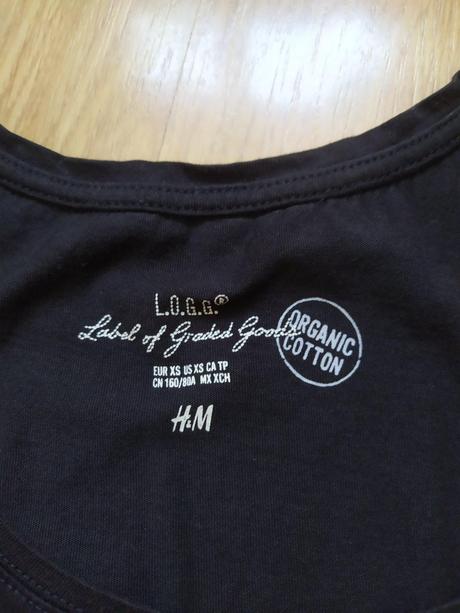 L.O.G.G.®
Label of Graded Goods
ORGANIC
COTTON
EUR XS US XS CA TP
CN 160/80A MX XCH
H&M